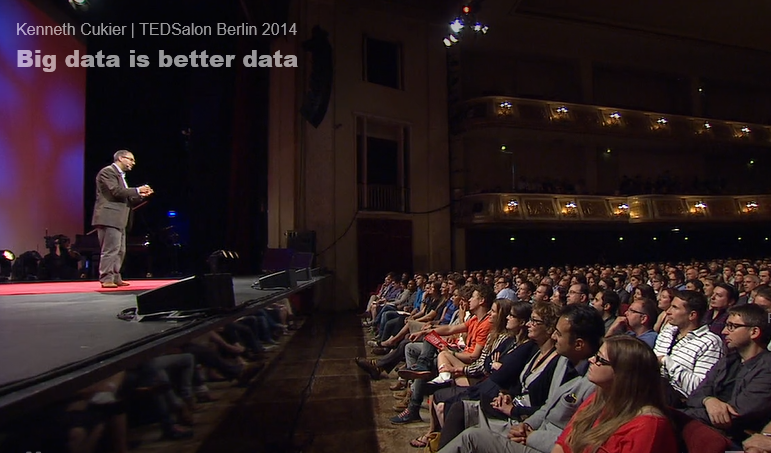 Kenneth Cukier | TEDSalon Berlin 2014
Big data is better data